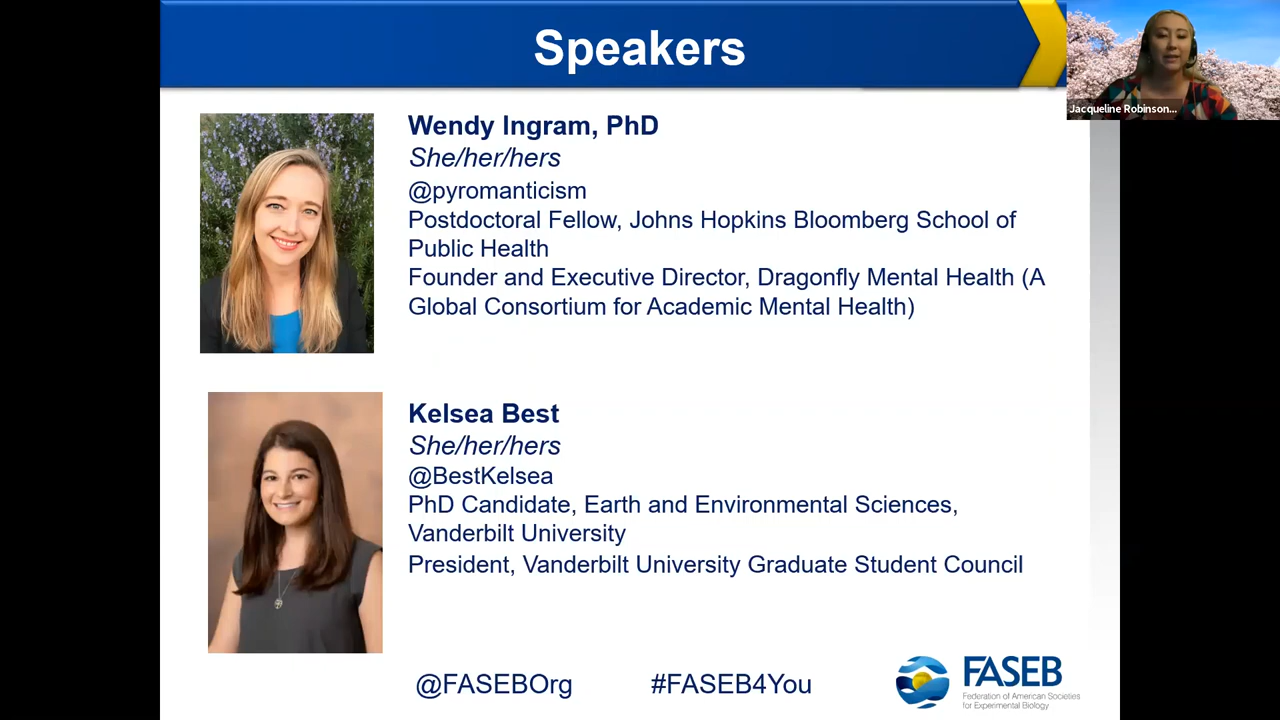 Speakers
Jacqueline Robinson...
Wendy Ingram, PhD
She/her/hers
@pyromanticism
Postdoctoral Fellow, Johns Hopkins Bloomberg School of
Public Health
Founder and Executive Director, Dragonfly Mental Health (A
Global Consortium for Academic Mental Health)
Kelsea Best
She/her/hers
@BestKelsea
PhD Candidate, Earth and Environmental Sciences,
Vanderbilt University
President, Vanderbilt University Graduate Student Council
@FASEBOrg
#FASEB4You
FASEB
Federation of American Societies
for Experimental Biology